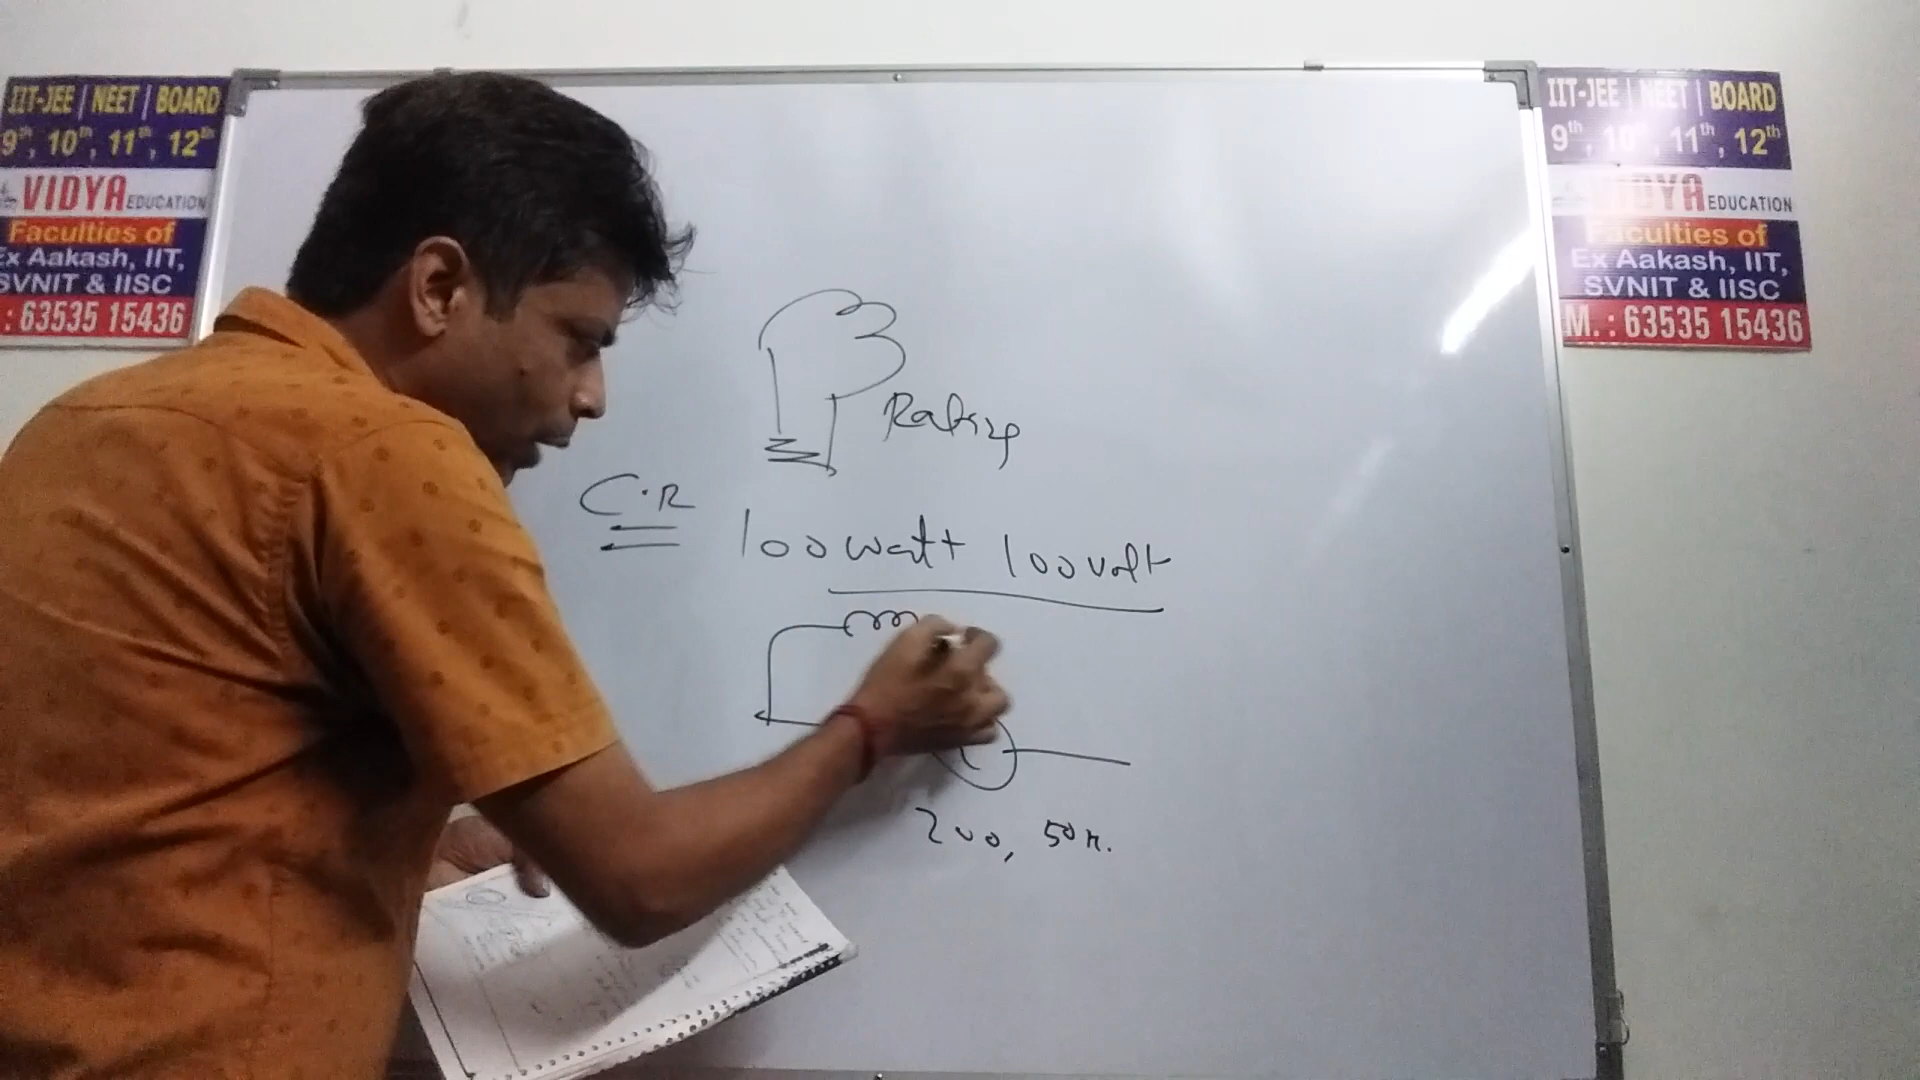 IIT-JEE | NEET | BOARD
9th, 10th, 11th, 12th
VIDYA EDUCATION
Faculties of
Ex Aakash, IIT,
SVNIT & IISC
: 63535 15436
IIT-JEE | NEET | BOARD
9th, 10th, 11th, 12th
VIDYA EDUCATION
Faculties of
Ex Aakash, IIT,
SVNIT & IISC
M. : 63535 15436
Rating
C.R
100 watt 100 volt
200, 50